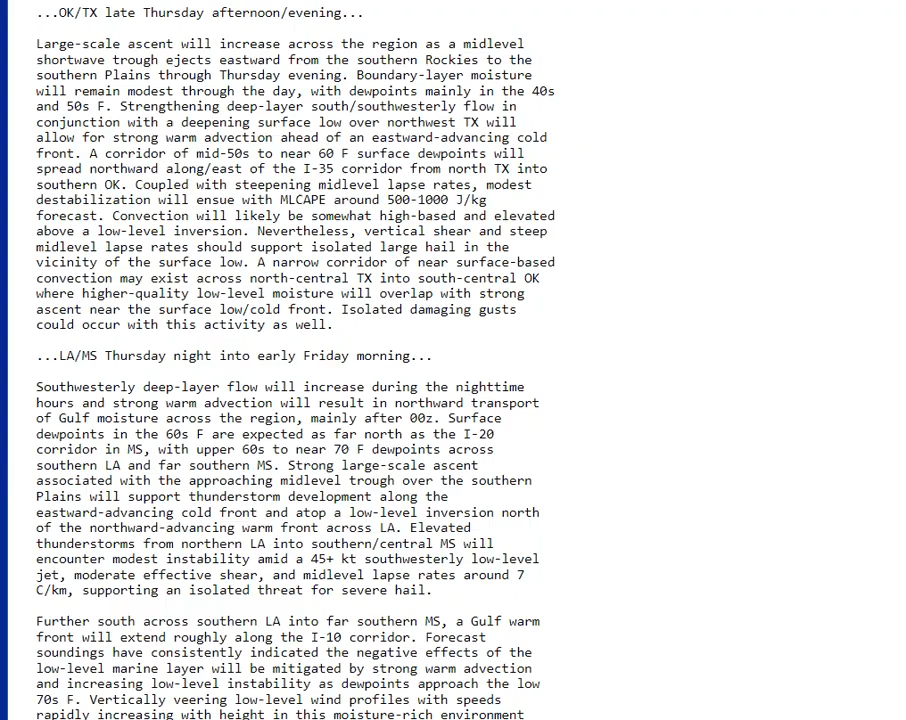 ...OK/TX late Thursday afternoon/evening...
Large-scale ascent will increase across the region as a midlevel
shortwave trough ejects eastward from the southern Rockies to the
southern Plains through Thursday evening. Boundary-layer moisture
will remain modest through the day, with dewpoints mainly in the 40s
and 50s F. Strengthening deep-layer south/southwesterly flow in
conjunction with a deepening surface low over northwest TX will
allow for strong warm advection ahead of an eastward-advancing cold
front. A corridor of mid-50s to near 60 F surface dewpoints will
spread northward along/east of the I-35 corridor from north TX into
southern OK. Coupled with steepening midlevel lapse rates, modest
destabilization will ensue with MLCAPE around 500-1000 J/kg
forecast. Convection will likely be somewhat high-based and elevated
above a low-level inversion. Nevertheless, vertical shear and steep
midlevel lapse rates should support isolated large hail in the
vicinity of the surface low. A narrow corridor of near surface-based
convection may exist across north-central TX into south-central OK
where higher-quality low-level moisture will overlap with strong
ascent near the surface low/cold front. Isolated damaging gusts
could occur with this activity as well.
...LA/MS Thursday night into early Friday morning...
Southwesterly deep-layer flow will increase during the nighttime
hours and strong warm advection will result in northward transport
of Gulf moisture across the region, mainly after 00z. Surface
dewpoints in the 60s F are expected as far north as the I-20
corridor in MS, with upper 60s to near 70 F dewpoints across
southern LA and far southern MS. Strong large-scale ascent
associated with the approaching midlevel trough over the southern
Plains will support thunderstorm development along the
eastward-advancing cold front and atop a low-level inversion north
of the northward-advancing warm front across LA. Elevated
thunderstorms from northern LA into southern/central MS will
encounter modest instability amid a 45+ kt southwesterly low-level
jet, moderate effective shear, and midlevel lapse rates around 7
C/km, supporting an isolated threat for severe hail.
Further south across southern LA into far southern MS, a Gulf warm
front will extend roughly along the I-10 corridor. Forecast
soundings have consistently indicated the negative effects of the
low-level marine layer will be mitigated by strong warm advection
and increasing low-level instability as dewpoints approach the low
70s F. Vertically veering low-level wind profiles with speeds
rapidly increasing with height in this moisture-rich environment